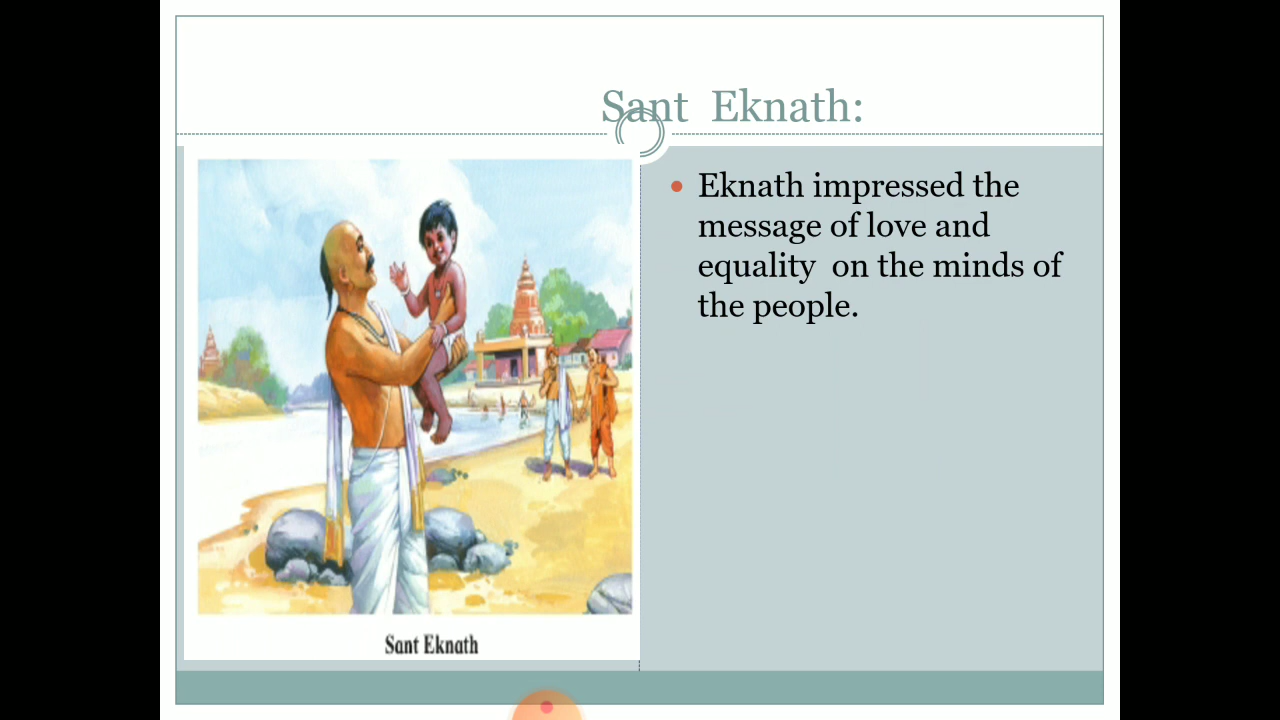 Sant Eknath:
Eknath impressed the
message of love and
equality on the minds of
the people.
Sant Eknath